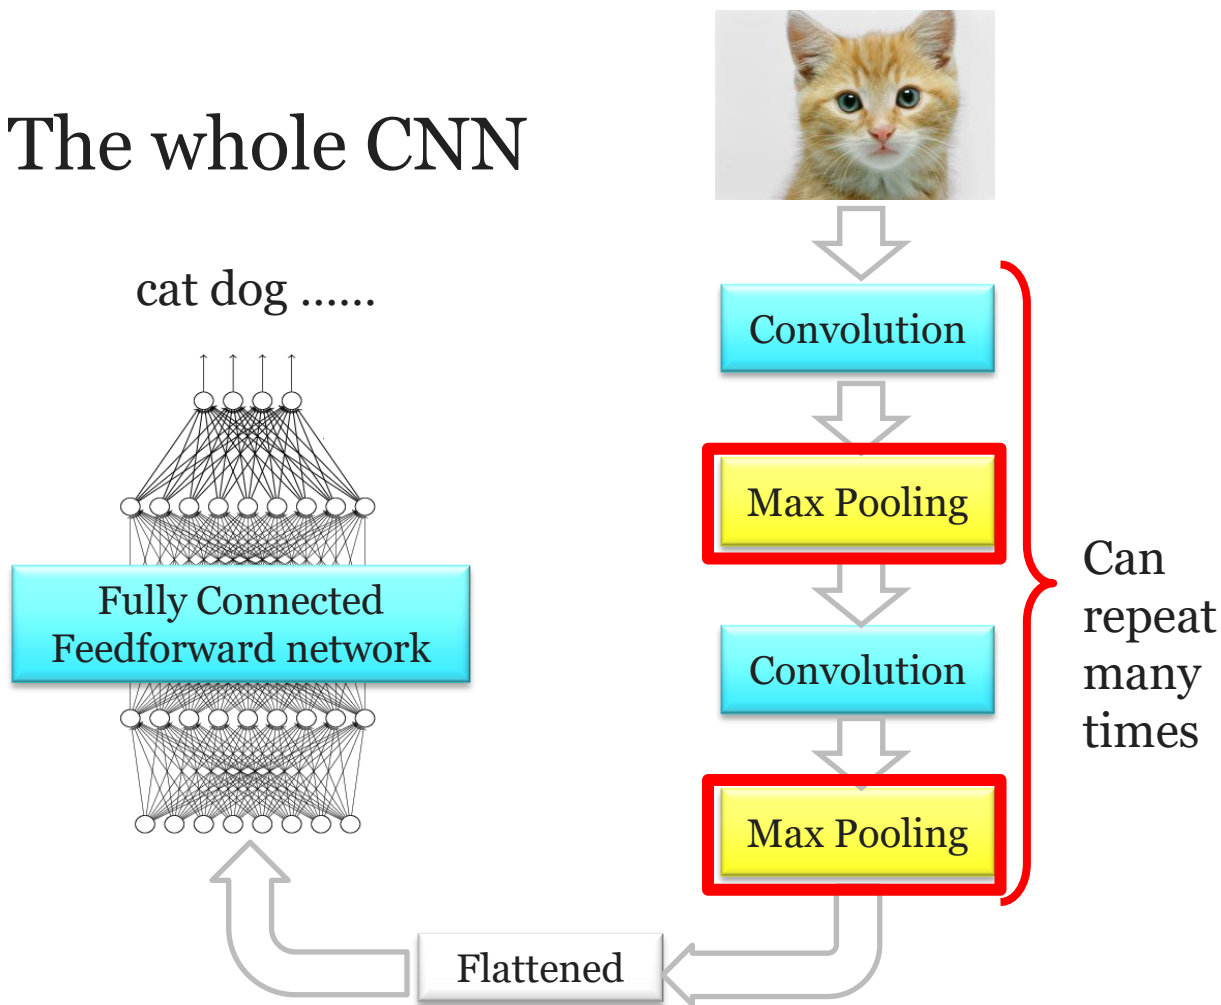 The whole CNN
cat dog ......
Convolution
Max Pooling
Convolution
Max Pooling
Can
repeat
many
times
Flattened
Fully Connected
Feedforward network